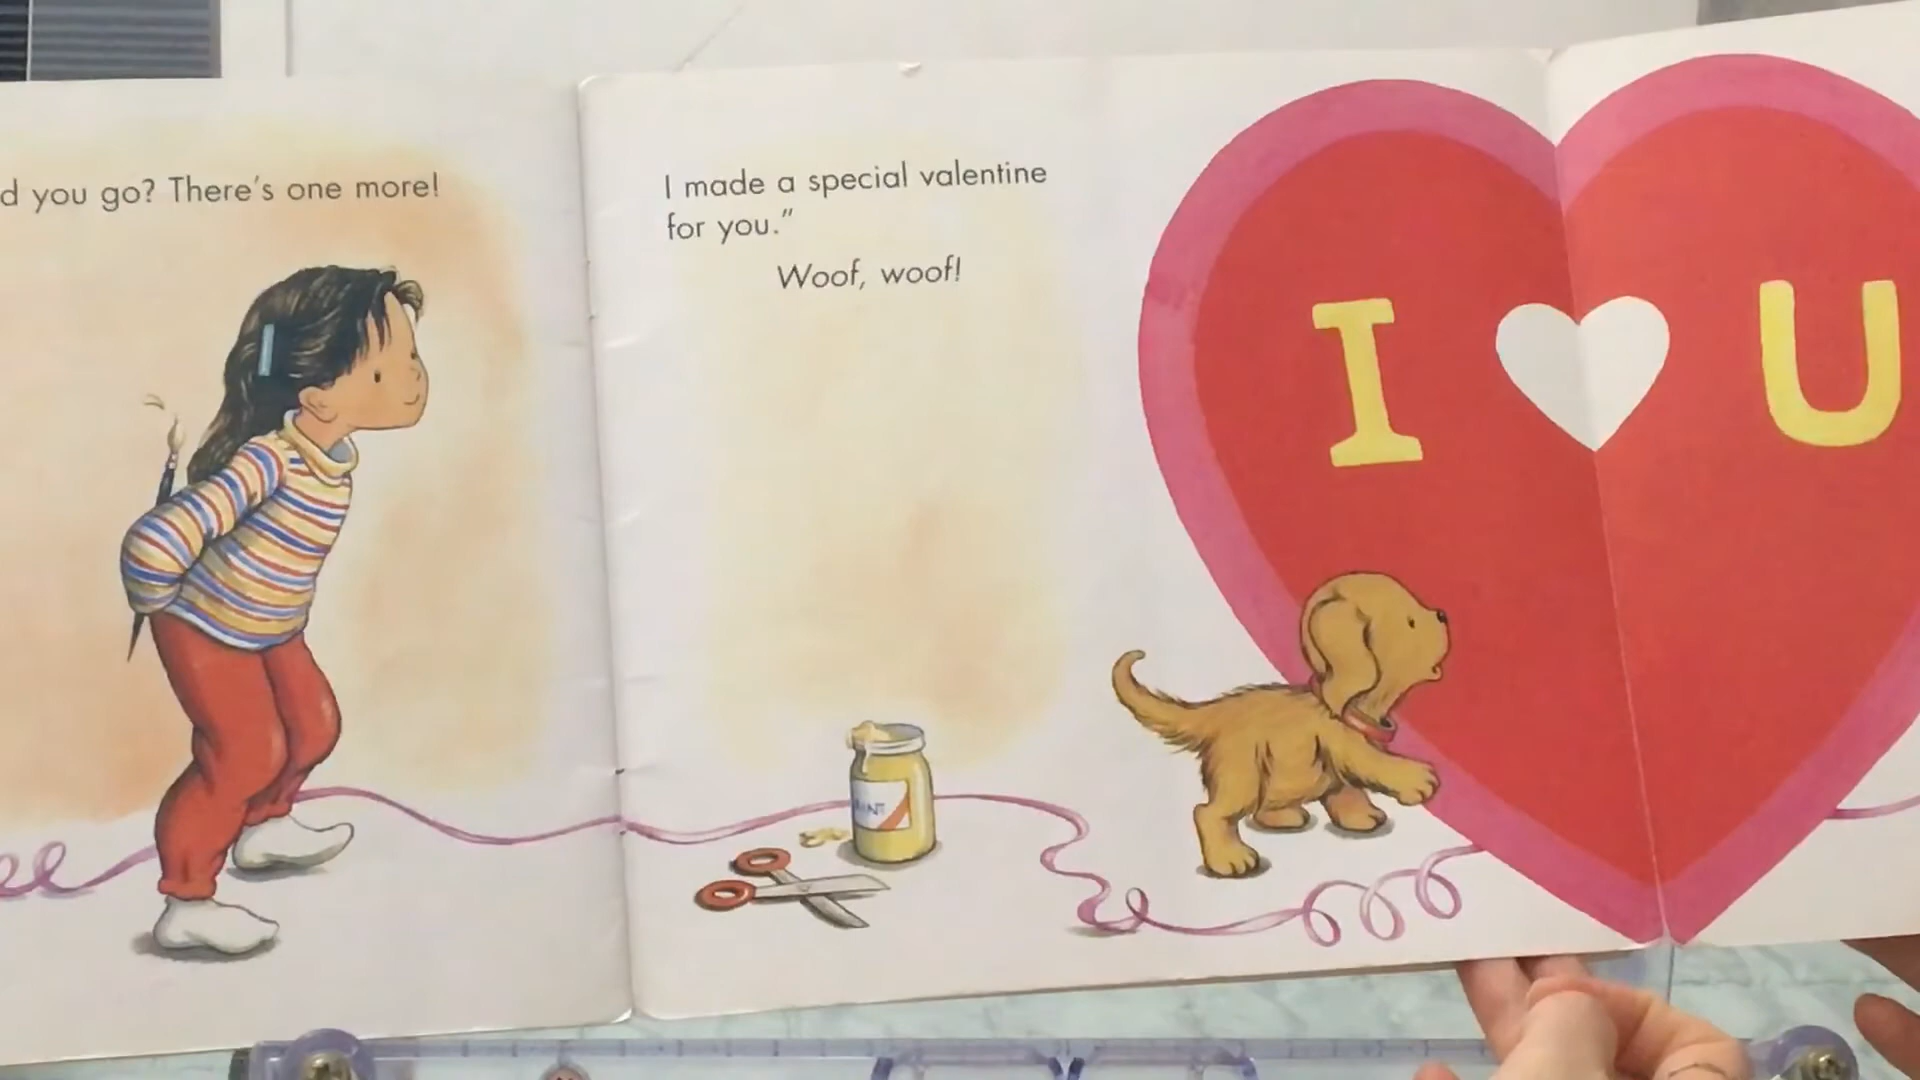 d you go? There's one more!
I made a special valentine
for you."
Woof, woof!
I U